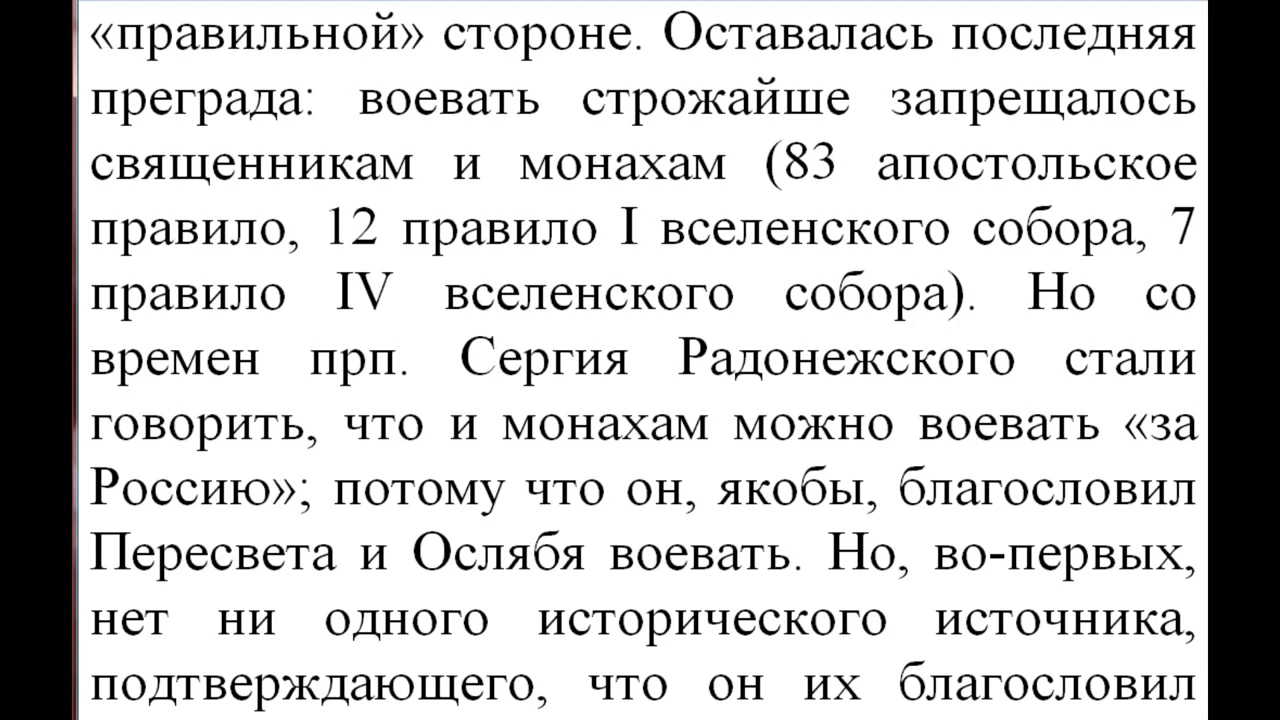 «правильной» стороне. Оставалась последняя
преграда: воевать строжайше запрещалось
священникам и монахам (83 апостольское
правило, 12 правило I вселенского собора, 7
правило IV вселенского собора). Но со
времен прп. Сергия Радонежского стали
говорить, что и монахам можно воевать «за
Россию»; потому что он, якобы, благословил
Пересвета и Ослябя воевать. Но, во-первых,
нет ни одного исторического источника,
подтверждающего, что он их благословил